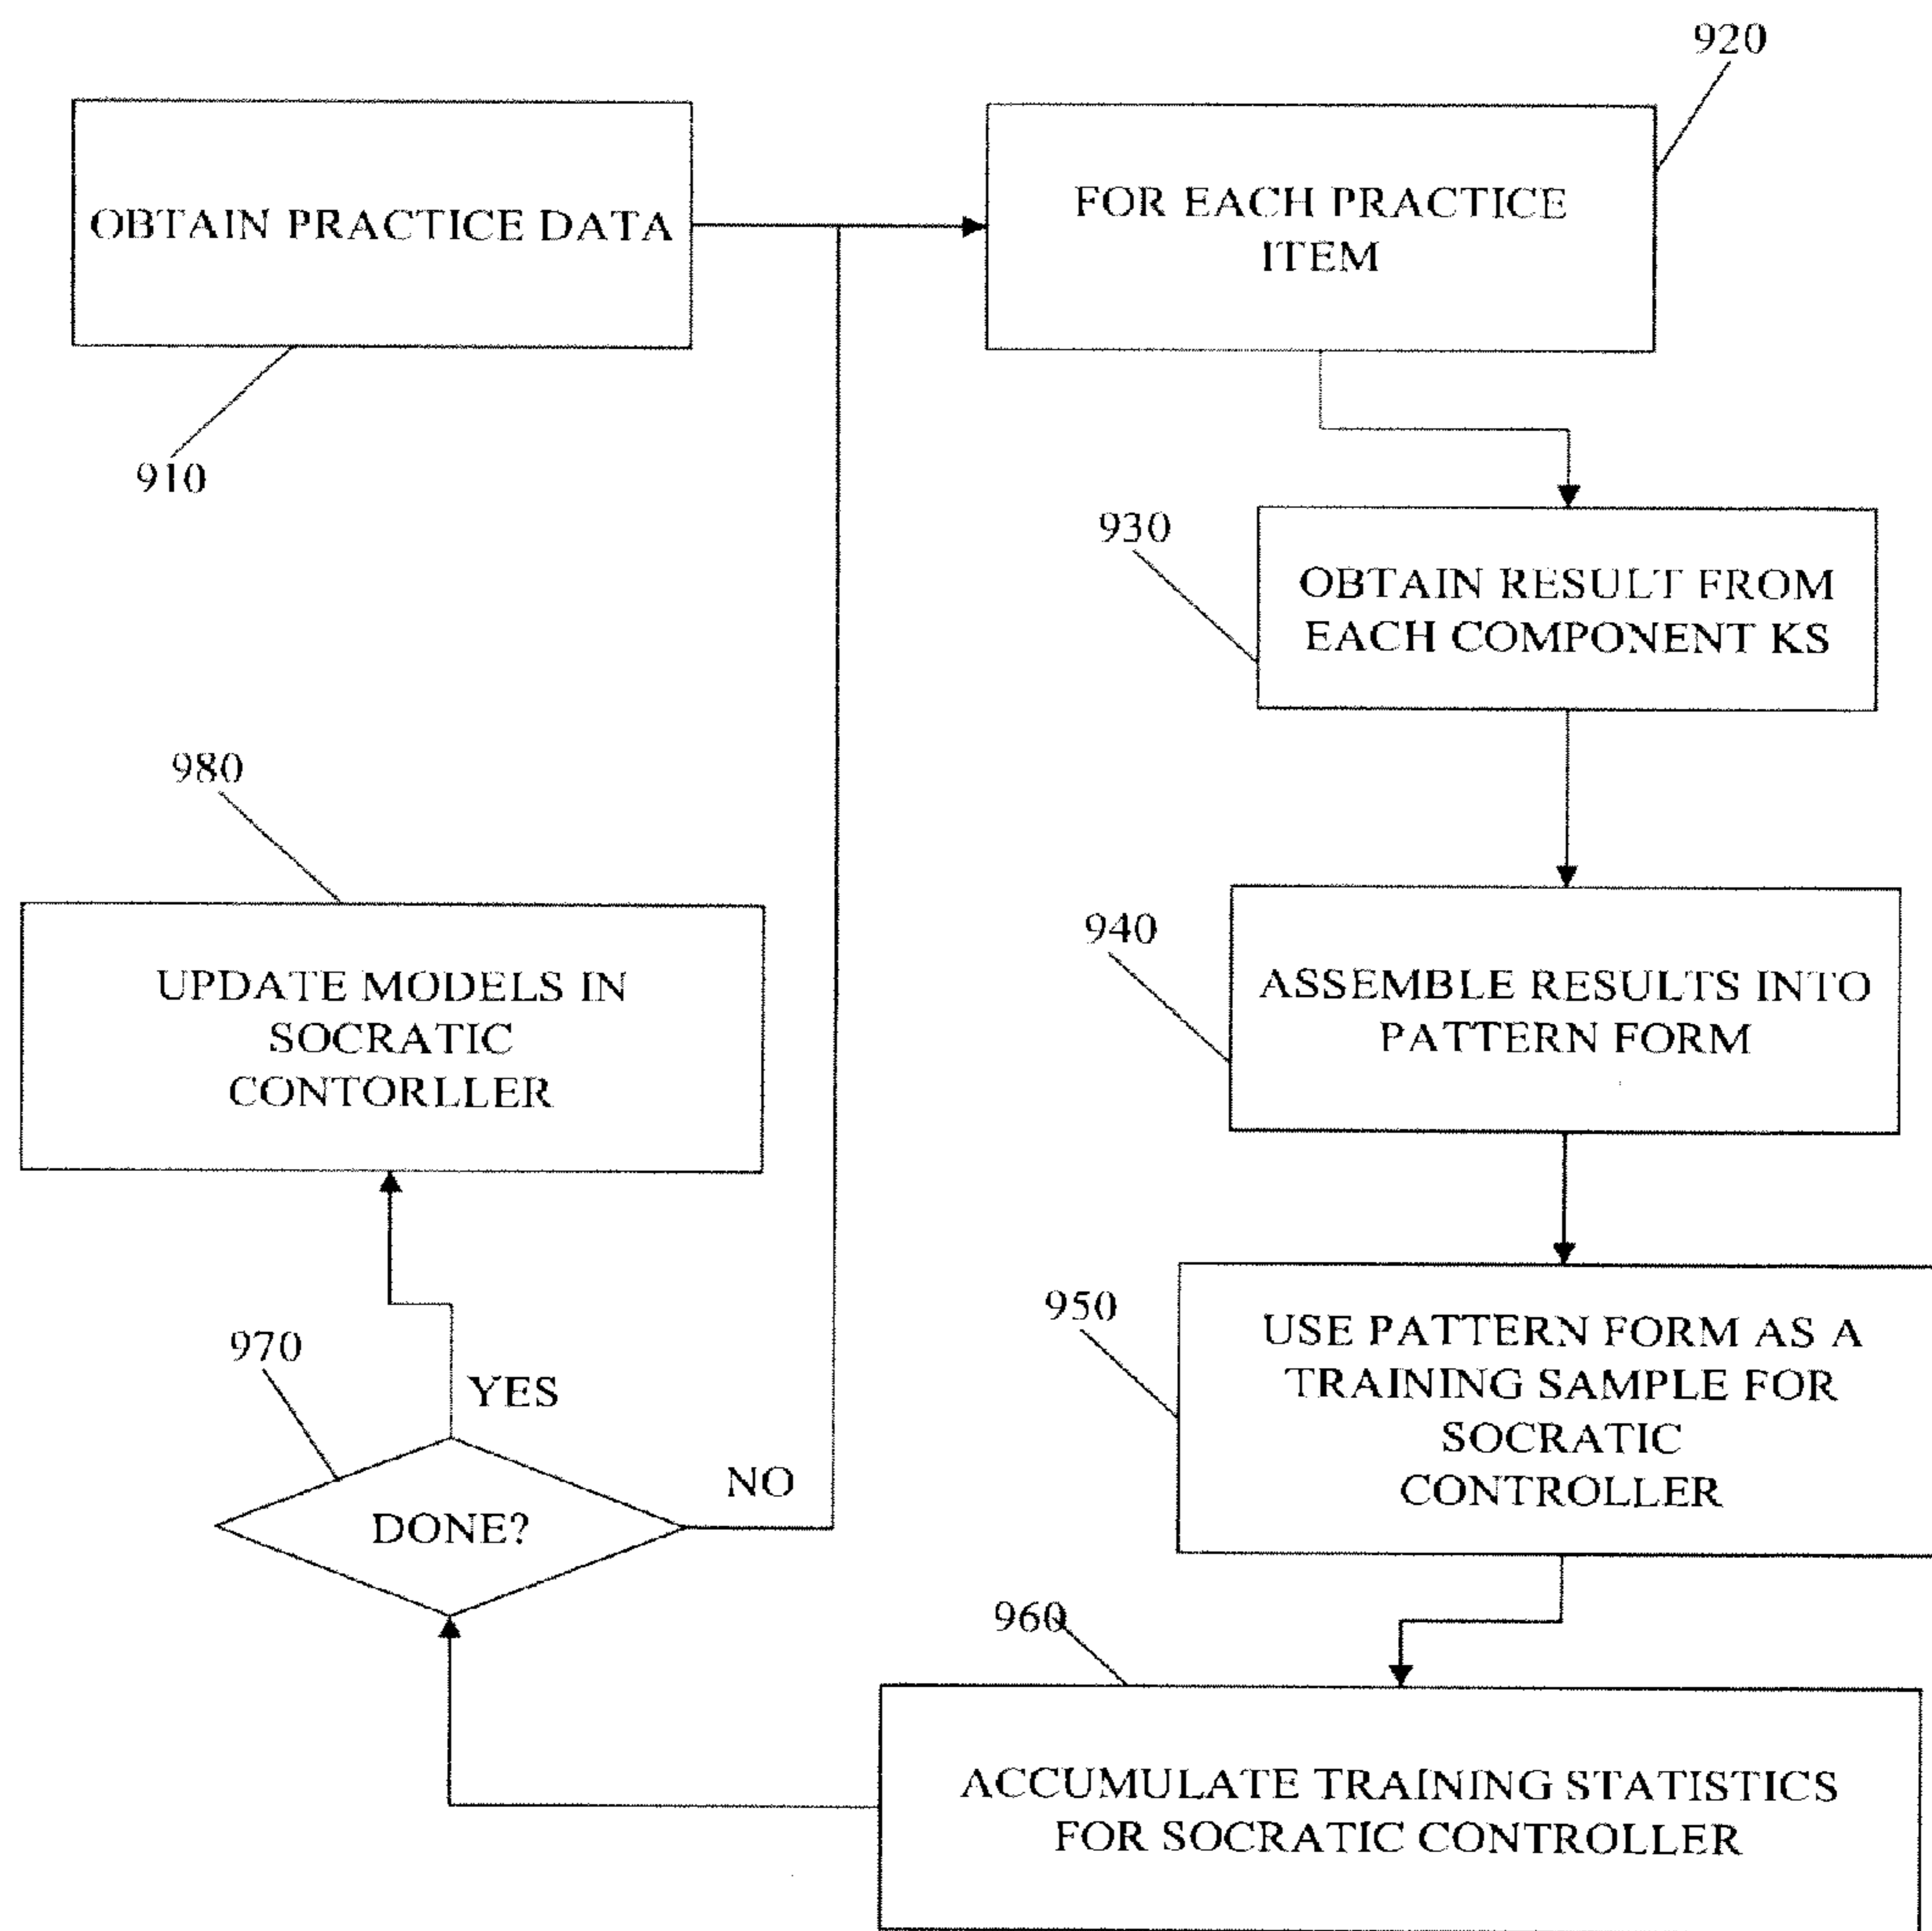 920
OBTAIN PRACTICE DATA
FOR EACH PRACTICE
ITEM
910
930
OBTAIN RESULT FROM
EACH COMPONENT KS
980
940
UPDATE MODELS IN
SOCRATIC
CONTORLLER
ASSEMBLE RESULTS INTO
PATTERN FORM
950
USE PATTERN FORM AS A
TRAINING SAMPLE FOR
SOCRATIC
CONTROLLER
970
YES
NO
DONE?
960
ACCUMULATE TRAINING STATISTICS
FOR SOCRATIC CONTROLLER